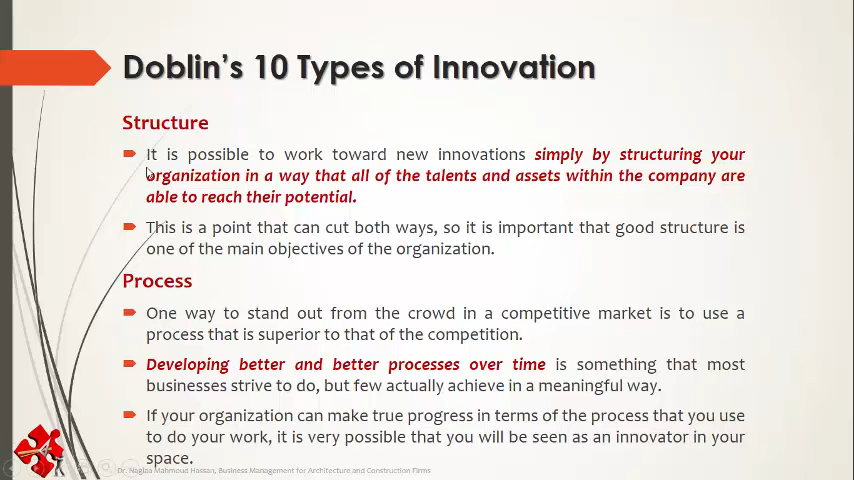 Doblin's 10 Types of Innovation
Structure
It is possible to work toward new innovations simply by structuring your
organization in a way that all of the talents and assets within the company are
able to reach their potential.
This is a point that can cut both ways, so it is important that good structure is
one of the main objectives of the organization.
Process
One way to stand out from the crowd in a competitive market is to use a
process that is superior to that of the competition.
Developing better and better processes over time is something that most
businesses strive to do, but few actually achieve in a meaningful way.
If your organization can make true progress in terms of the process that you use
to do your work, it is very possible that you will be seen as an innovator in your
space.
Dr. Naglaa Mahmoud Hassan, Business Management for Architecture and Construction Firms